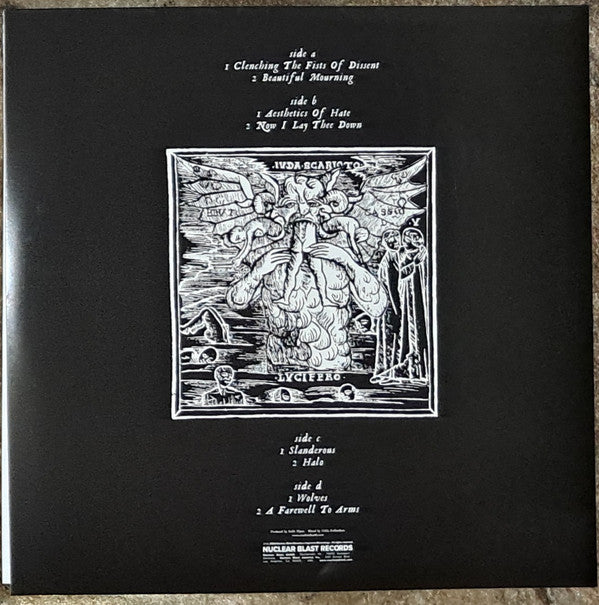 side a
1 Clenching The Fists Of Dissent
2 Beautiful Mourning
side b
1 Aesthetics Of Hate
2 Now I Lay Thee Down
·IVDA·SCARIOTO·
LVCIFERO
side c
1 Slanderous
2 Halo
side d
1 Wolves
2 A Farewell To Arms
NUCLEAR BLAST RECORDS